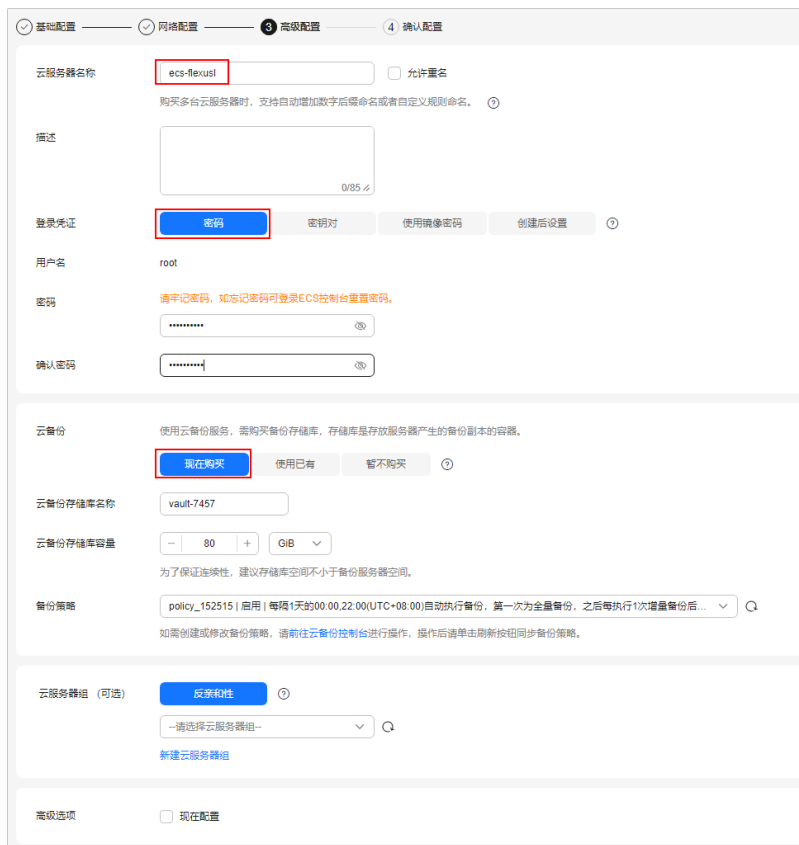 基础配置 网络配置 3 高级配置 4 确认配置
云服务器名称 ecs-flexusl 允许重名
购买多台云服务器时，支持自动增加数字后缀命名或者自定义规则命名。
描述
0/85
登录凭证 密码 密钥对 使用镜像密码 创建后设置
用户名 root
密码 请牢记密码，如忘记密码可登录ECS控制台重置密码。
••••••••••
确认密码 ••••••••••
云备份 使用云备份服务，需购买备份存储库，存储库是存放服务器产生的备份副本的容器。
现在购买 使用已有 暂不购买
云备份存储库名称 vault-7457
云备份存储库容量 － 80 + GiB
为了保证连续性，建议存储库空间不小于备份服务器空间。
备份策略 policy_152515 | 启用 | 每隔1天的00:00,22:00(UTC+08:00)自动执行备份，第一次为全量备份，之后每执行1次增量备份后...
如需创建或修改备份策略，请前往云备份控制台进行操作，操作后请单击刷新按钮同步备份策略。
云服务器组 （可选） 反亲和性
--请选择云服务器组--
新建云服务器组
高级选项 现在配置